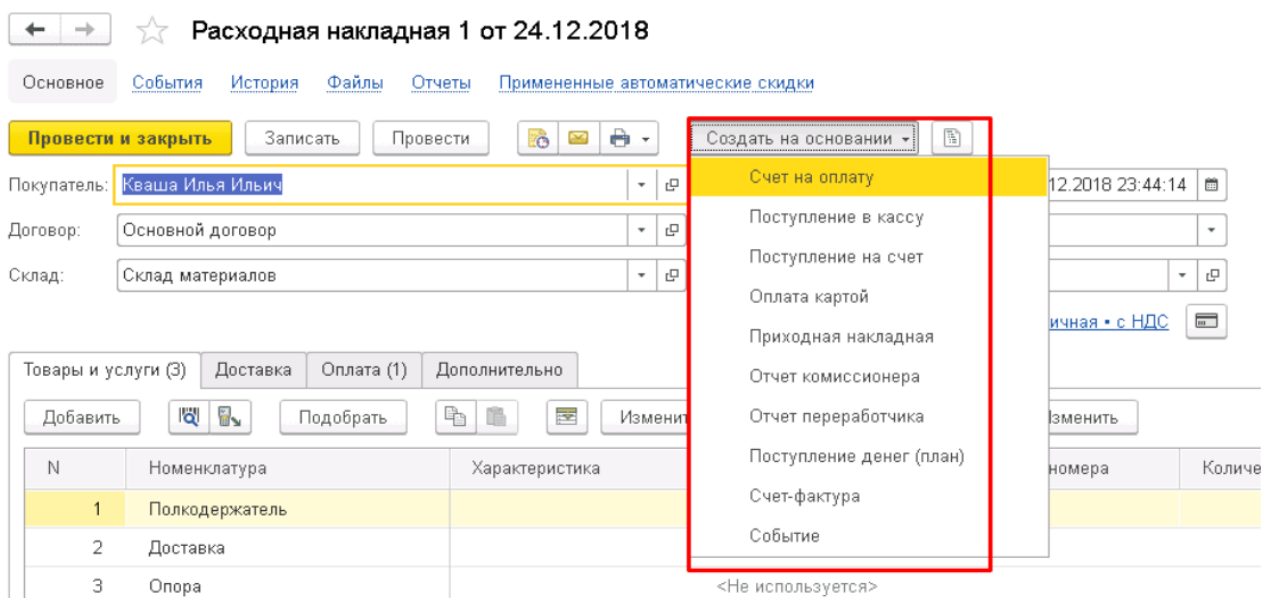 Расходная накладная 1 от 24.12.2018
Основное События История Файлы Отчеты Примененные автоматические скидки
Провести и закрыть Записать Провести Создать на основании
Покупатель: Кваша Илья Ильич 12.2018 23:44:14
Договор: Основной договор
Склад: Склад материалов
ичная • с НДС
Счет на оплату
Поступление в кассу
Поступление на счет
Оплата картой
Приходная накладная
Отчет комиссионера
Отчет переработчика
Поступление денег (план)
Счет-фактура
Событие
Товары и услуги (3) Доставка Оплата (1) Дополнительно
Добавить Подобрать Изменит Изменить
N Номенклатура Характеристика номера Количе
1 Полкодержатель
2 Доставка
3 Опора <Не используется>